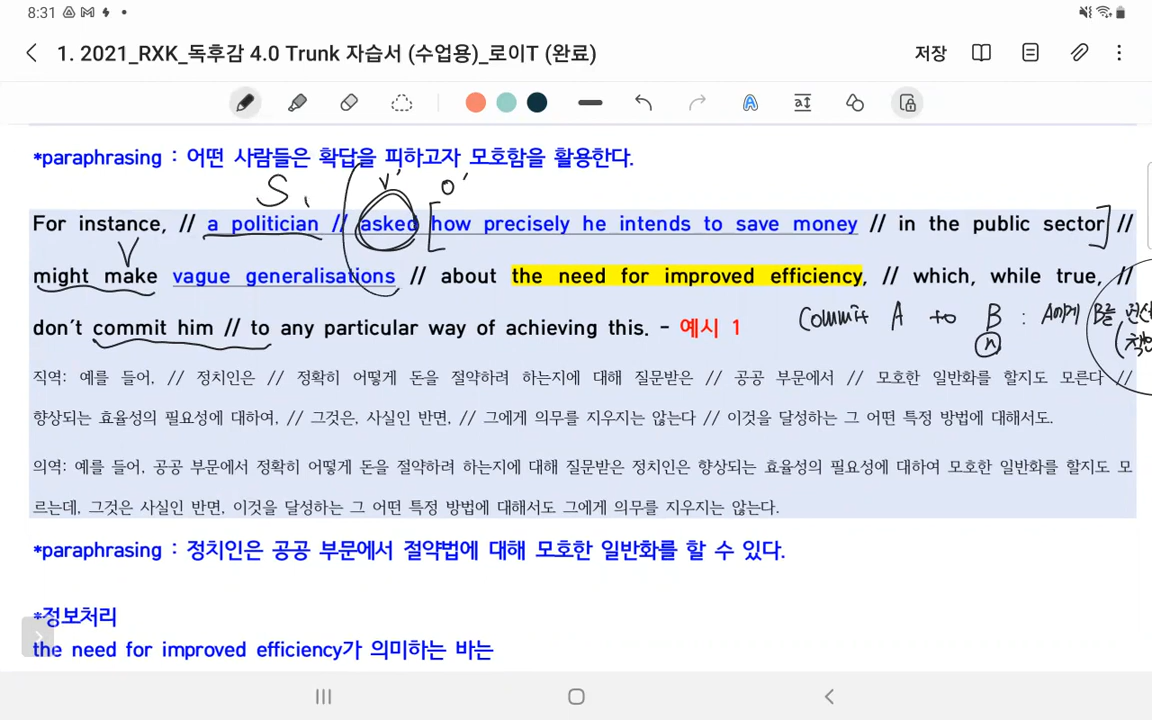 8:31
1. 2021_RXK_독후감 4.0 Trunk 자습서 (수업용)_로이T (완료)
저장
*paraphrasing : 어떤 사람들은 확답을 피하고자 모호함을 활용한다.
S V' O'
For instance, // a politician // asked how precisely he intends to save money // in the public sector //
V
might make vague generalisations // about the need for improved efficiency, // which, while true, //
don't commit him // to any particular way of achieving this. - 예시 1
Commit A to B : A에게 B를
n
직역: 예를 들어, // 정치인은 // 정확히 어떻게 돈을 절약하려 하는지에 대해 질문받은 // 공공 부문에서 // 모호한 일반화를 할지도 모른다 //
향상되는 효율성의 필요성에 대하여, // 그것은, 사실인 반면, // 그에게 의무를 지우지는 않는다 // 이것을 달성하는 그 어떤 특정 방법에 대해서도.
의역: 예를 들어, 공공 부문에서 정확히 어떻게 돈을 절약하려 하는지에 대해 질문받은 정치인은 향상되는 효율성의 필요성에 대하여 모호한 일반화를 할지도 모
르는데, 그것은 사실인 반면, 이것을 달성하는 그 어떤 특정 방법에 대해서도 그에게 의무를 지우지는 않는다.
*paraphrasing : 정치인은 공공 부문에서 절약법에 대해 모호한 일반화를 할 수 있다.
*정보처리
the need for improved efficiency가 의미하는 바는